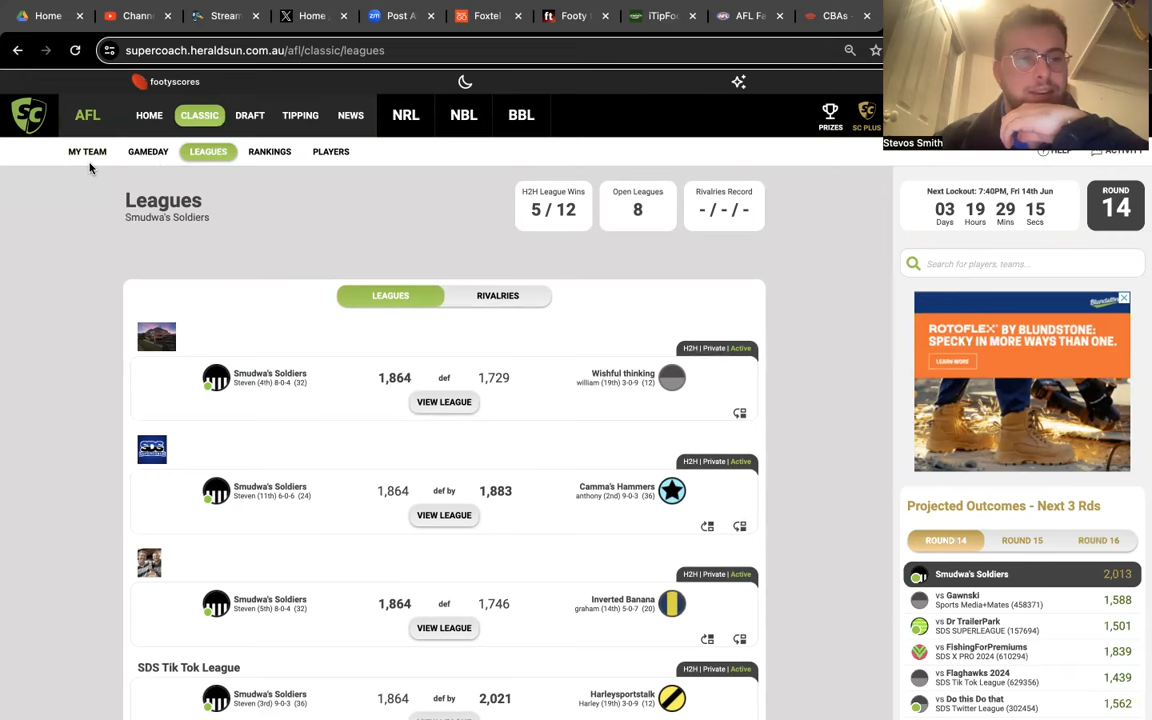 Home
Chann
Stream
Home
Post A
Foxtel
Footy
iTipFo
AFL Fa
CBAs
supercoach.heraldsun.com.au/afl/classic/leagues
footyscores
SC
AFL
HOME
CLASSIC
DRAFT
TIPPING
NEWS
NRL
NBL
BBL
PRIZES
SC PLUS
Stevos Smith
MY TEAM
GAMEDAY
LEAGUES
RANKINGS
PLAYERS
HELP
ACTIVITY
Leagues
Smudwa's Soldiers
H2H League Wins
5 / 12
Open Leagues
8
Rivalries Record
- / - / -
Next Lockout: 7:40PM, Fri 14th Jun
03 19 29 15
Days Hours Mins Secs
ROUND
14
Search for players, teams...
LEAGUES
RIVALRIES
H2H | Private | Active
Smudwa's Soldiers
Steven (4th) 8-0-4 (32)
1,864 def 1,729
Wishful thinking
william (19th) 3-0-9 (12)
VIEW LEAGUE
SDS
H2H | Private | Active
Smudwa's Soldiers
Steven (11th) 6-0-6 (24)
1,864 def by 1,883
Camma's Hammers
anthony (2nd) 9-0-3 (36)
VIEW LEAGUE
H2H | Private | Active
Smudwa's Soldiers
Steven (5th) 8-0-4 (32)
1,864 def 1,746
Inverted Banana
graham (14th) 5-0-7 (20)
VIEW LEAGUE
SDS Tik Tok League
H2H | Private | Active
Smudwa's Soldiers
Steven (3rd) 9-0-3 (36)
1,864 def by 2,021
Harleysportstalk
Harley (19th) 3-0-9 (12)
Blundstone
ROTOFLEX BY BLUNDSTONE:
SPECKY IN MORE WAYS THAN ONE.
LEARN MORE
Projected Outcomes - Next 3 Rds
ROUND 14
ROUND 15
ROUND 16
Smudwa's Soldiers 2,013
vs Gawnski
Sports Media+Mates (458371)
1,588
vs Dr TrailerPark
SDS SUPERLEAGUE (157694)
1,501
vs FishingForPremiums
SDS X PRO 2024 (610294)
1,839
vs Flaghawks 2024
SDS Tik Tok League (629356)
1,439
vs Do this Do that
SDS Twitter League (302454)
1,562